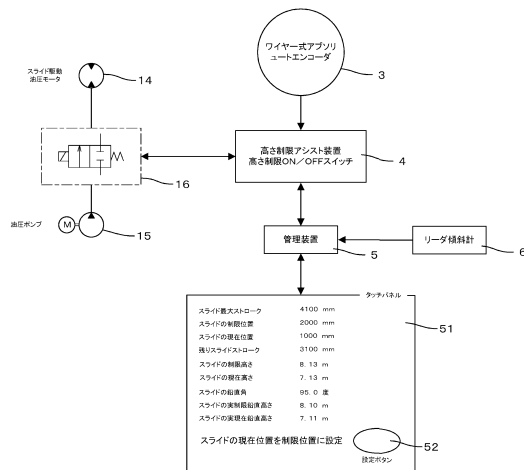 ワイヤー式アブソリ
ュートエンコーダ
3
スライド駆動
油圧モータ
14
高さ制限アシスト装置
高さ制限ON/OFFスイッチ
4
16
油圧ポンプ
M
15
管理装置
5
リーダ傾斜計
6
タッチパネル
51
スライド最大ストローク 4100 mm
スライドの制限位置 2000 mm
スライドの現在位置 1000 mm
残りスライドストローク 3100 mm
スライドの制限高さ 8.13 m
スライドの現在高さ 7.13 m
スライドの鉛直角 95.0 度
スライドの実制限鉛直高さ 8.10 m
スライドの実現在鉛直高さ 7.11 m
スライドの現在位置を制限位置に設定
52
設定ボタン